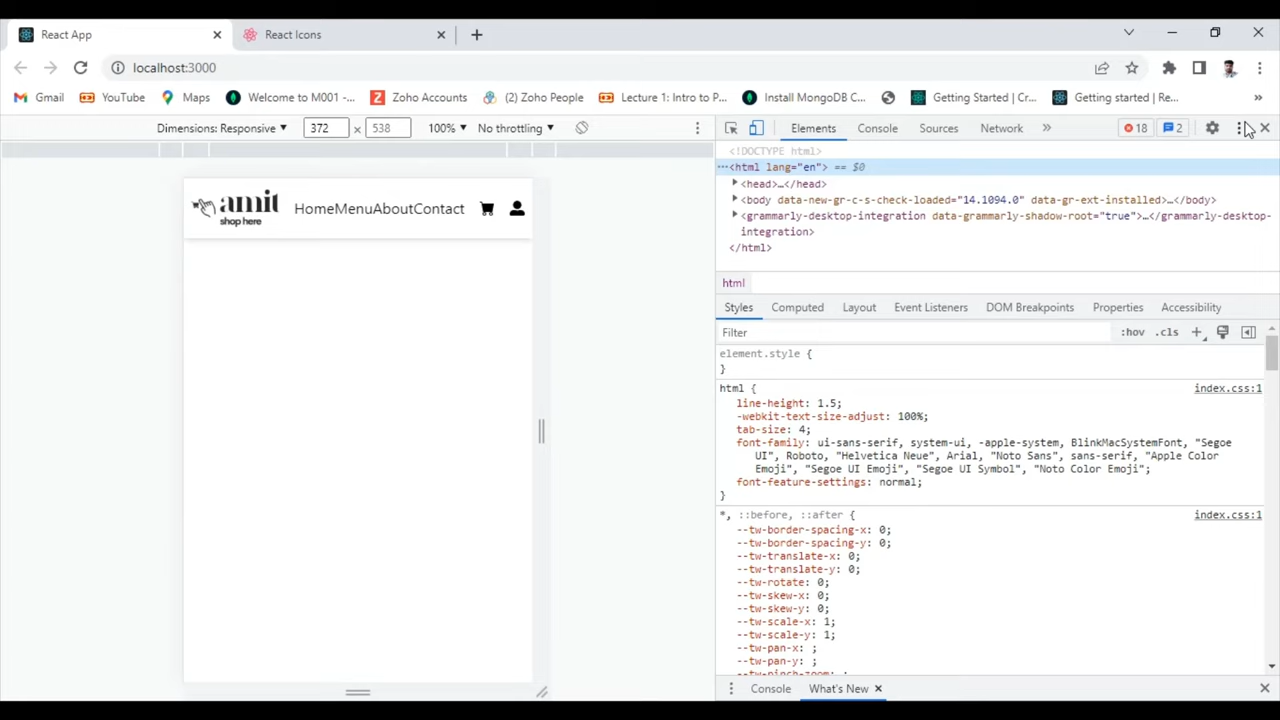 React App
React Icons
localhost:3000
Gmail
YouTube
Maps
Welcome to M001 -...
Zoho Accounts
(2) Zoho People
Lecture 1: Intro to P...
Install MongoDB C...
Getting Started | Cr...
Getting started | Re...
»
Dimensions: Responsive
372
x
538
100%
No throttling
Elements
Console
Sources
Network
»
18
2
<!DOCTYPE html>
<html lang="en"> == $0
<head>…</head>
<body data-new-gr-c-s-check-loaded="14.1094.0" data-gr-ext-installed>…</body>
<grammarly-desktop-integration data-grammarly-shadow-root="true">…</grammarly-desktop-
integration>
</html>
html
Styles
Computed
Layout
Event Listeners
DOM Breakpoints
Properties
Accessibility
Filter
:hov
.cls
element.style {
}
html {
index.css:1
line-height: 1.5;
-webkit-text-size-adjust: 100%;
tab-size: 4;
font-family: ui-sans-serif, system-ui, -apple-system, BlinkMacSystemFont, "Segoe
UI", Roboto, "Helvetica Neue", Arial, "Noto Sans", sans-serif, "Apple Color
Emoji", "Segoe UI Emoji", "Segoe UI Symbol", "Noto Color Emoji";
font-feature-settings: normal;
}
*, ::before, ::after {
index.css:1
--tw-border-spacing-x: 0;
--tw-border-spacing-y: 0;
--tw-translate-x: 0;
--tw-translate-y: 0;
--tw-rotate: 0;
--tw-skew-x: 0;
--tw-skew-y: 0;
--tw-scale-x: 1;
--tw-scale-y: 1;
--tw-pan-x: ;
--tw-pan-y: ;
--tw-pinch-zoom: ;
Console
What's New
amit
shop here
HomeMenuAboutContact